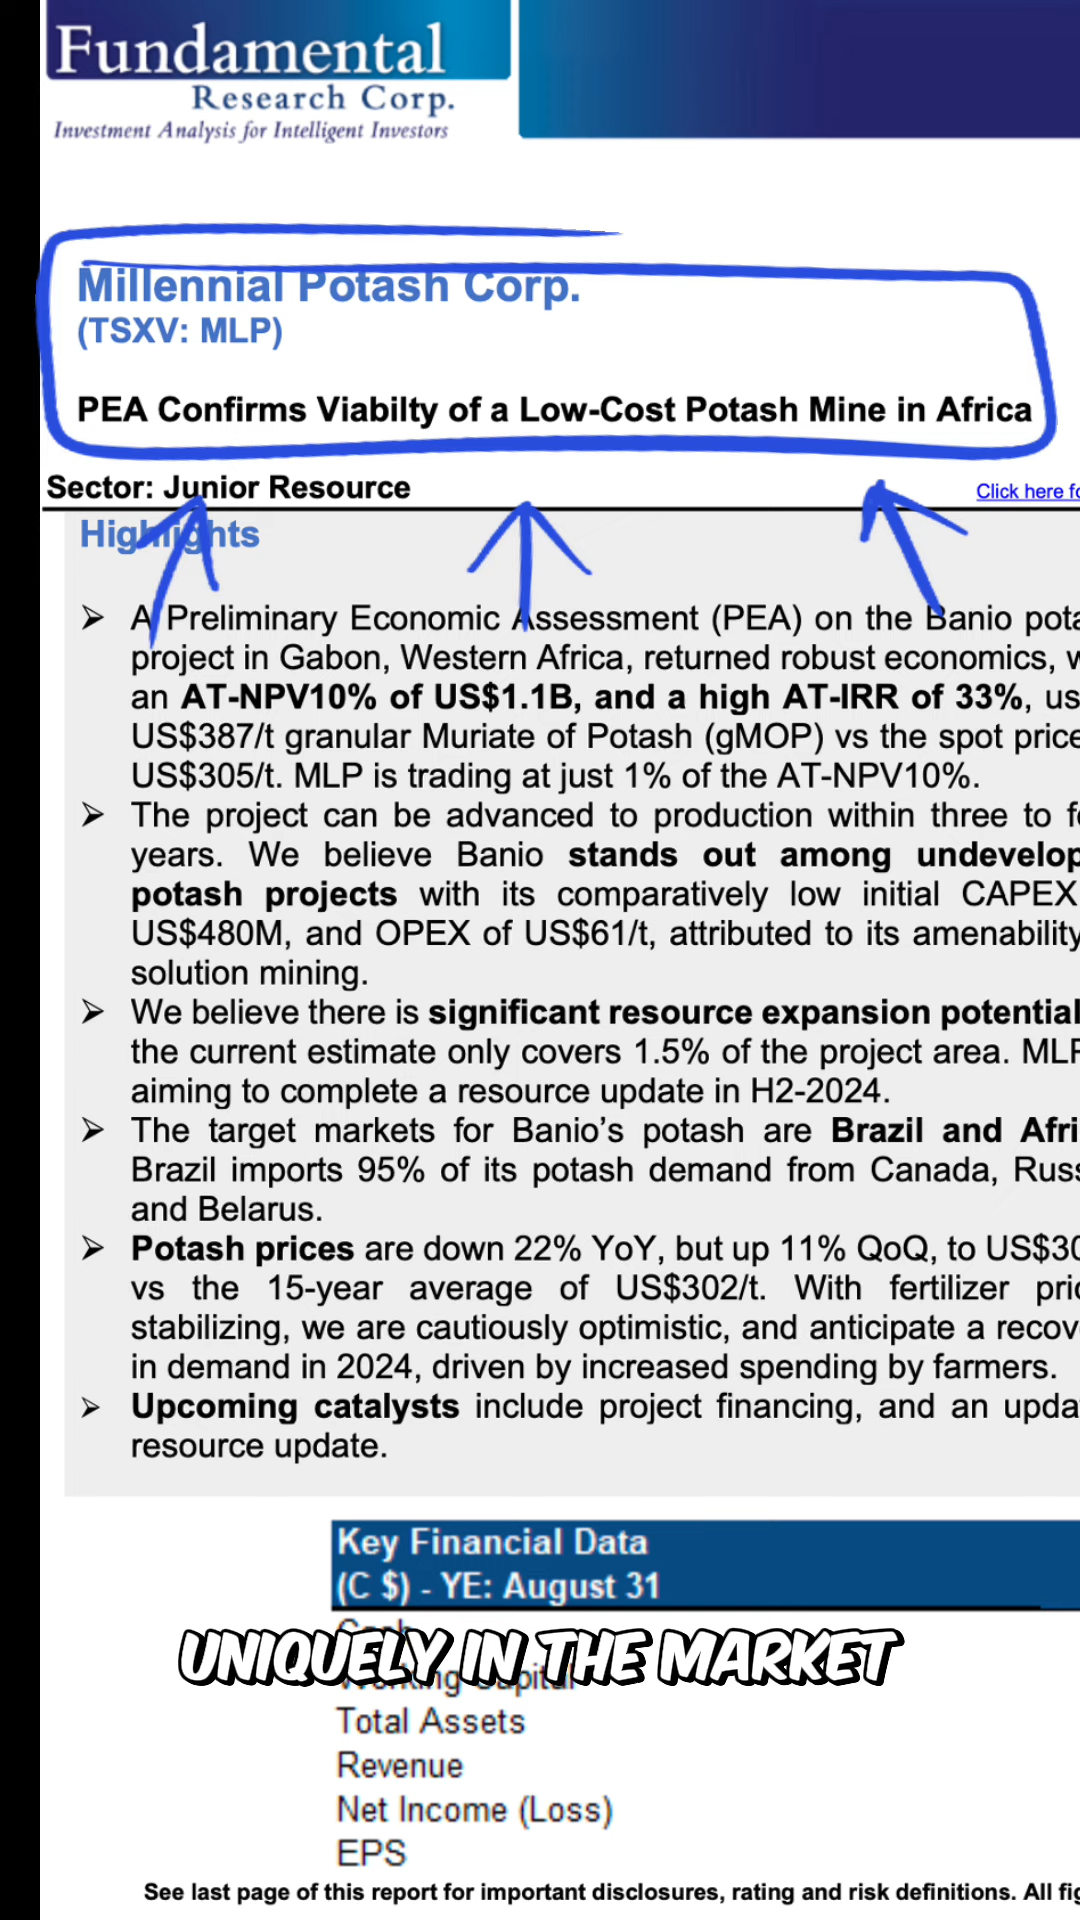 Fundamental
Research Corp.
Investment Analysis for Intelligent Investors
Millennial Potash Corp.
(TSXV: MLP)
PEA Confirms Viabilty of a Low-Cost Potash Mine in Africa
Sector: Junior Resource
Click here fo
Highlights
➢ A Preliminary Economic Assessment (PEA) on the Banio pota
project in Gabon, Western Africa, returned robust economics, w
an AT-NPV10% of US$1.1B, and a high AT-IRR of 33%, us
US$387/t granular Muriate of Potash (gMOP) vs the spot price
US$305/t. MLP is trading at just 1% of the AT-NPV10%.
➢ The project can be advanced to production within three to fo
years. We believe Banio stands out among undevelop
potash projects with its comparatively low initial CAPEX
US$480M, and OPEX of US$61/t, attributed to its amenability
solution mining.
➢ We believe there is significant resource expansion potential
the current estimate only covers 1.5% of the project area. MLP
aiming to complete a resource update in H2-2024.
➢ The target markets for Banio's potash are Brazil and Afri
Brazil imports 95% of its potash demand from Canada, Russ
and Belarus.
➢ Potash prices are down 22% YoY, but up 11% QoQ, to US$30
vs the 15-year average of US$302/t. With fertilizer pric
stabilizing, we are cautiously optimistic, and anticipate a recov
in demand in 2024, driven by increased spending by farmers.
➢ Upcoming catalysts include project financing, and an upda
resource update.
Key Financial Data
(C $) - YE: August 31
Cash
UNIQUELY IN THE MARKET
Working Capital
Total Assets
Revenue
Net Income (Loss)
EPS
See last page of this report for important disclosures, rating and risk definitions. All fig